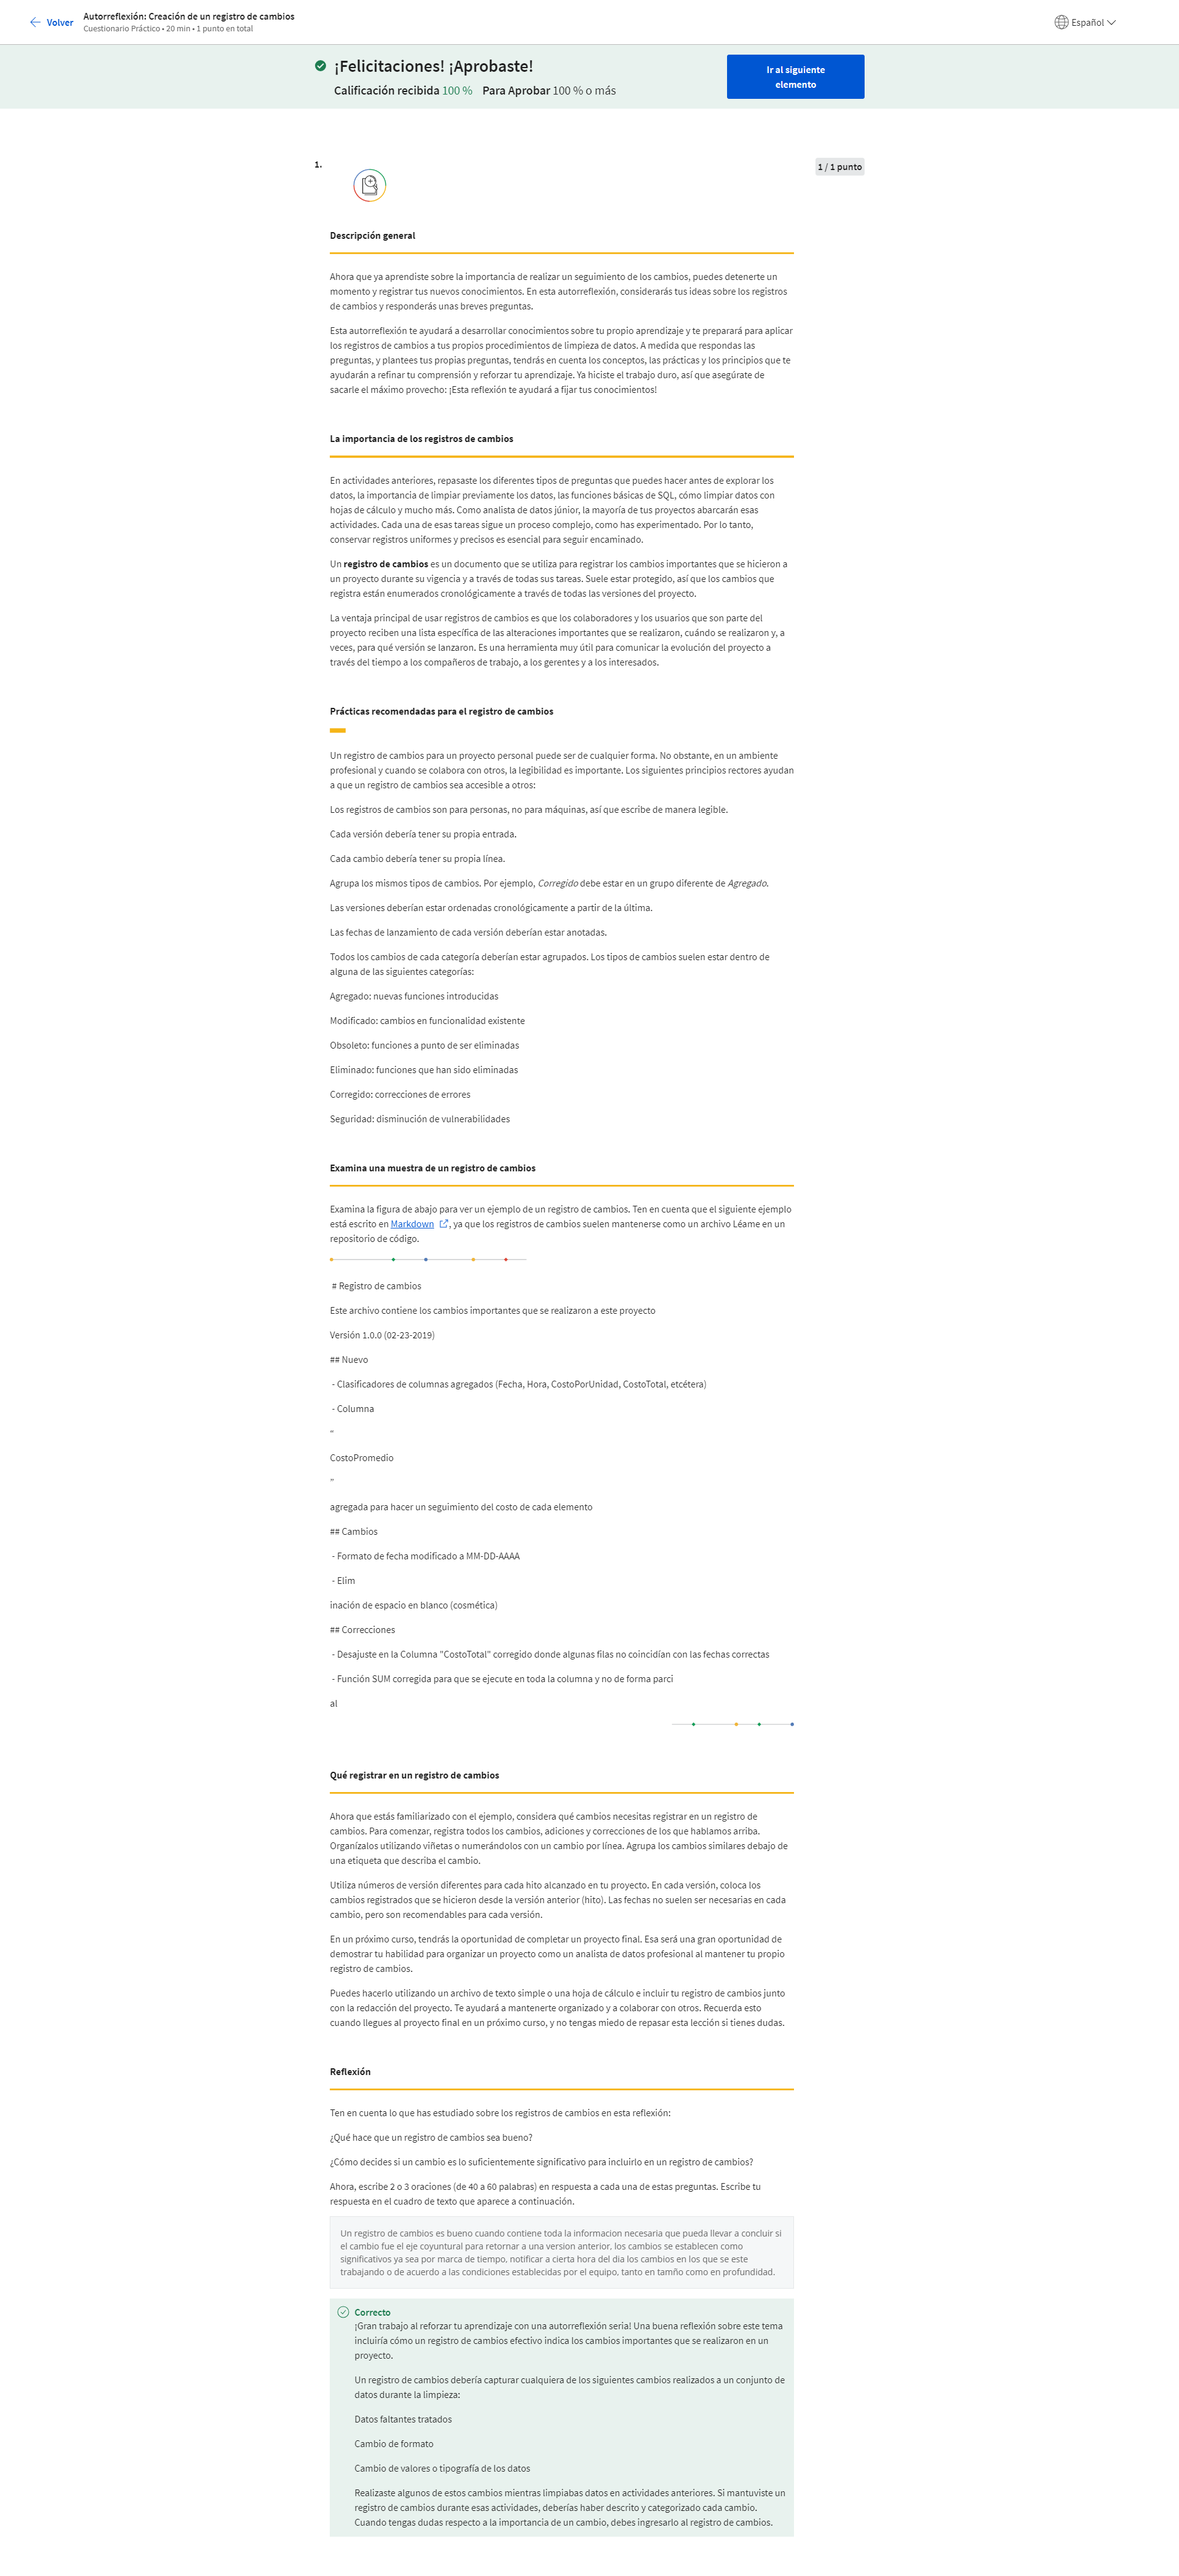 Volver
Autorreflexión: Creación de un registro de cambios
Cuestionario Práctico • 20 min • 1 punto en total
Español
¡Felicitaciones! ¡Aprobaste!
Calificación recibida 100 % Para Aprobar 100 % o más
Ir al siguiente
elemento
1.
1 / 1 punto
Descripción general
Ahora que ya aprendiste sobre la importancia de realizar un seguimiento de los cambios, puedes detenerte un
momento y registrar tus nuevos conocimientos. En esta autorreflexión, considerarás tus ideas sobre los registros
de cambios y responderás unas breves preguntas.
Esta autorreflexión te ayudará a desarrollar conocimientos sobre tu propio aprendizaje y te preparará para aplicar
los registros de cambios a tus propios procedimientos de limpieza de datos. A medida que respondas las
preguntas, y plantees tus propias preguntas, tendrás en cuenta los conceptos, las prácticas y los principios que te
ayudarán a refinar tu comprensión y reforzar tu aprendizaje. Ya hiciste el trabajo duro, así que asegúrate de
sacarle el máximo provecho: ¡Esta reflexión te ayudará a fijar tus conocimientos!
La importancia de los registros de cambios
En actividades anteriores, repasaste los diferentes tipos de preguntas que puedes hacer antes de explorar los
datos, la importancia de limpiar previamente los datos, las funciones básicas de SQL, cómo limpiar datos con
hojas de cálculo y mucho más. Como analista de datos júnior, la mayoría de tus proyectos abarcarán esas
actividades. Cada una de esas tareas sigue un proceso complejo, como has experimentado. Por lo tanto,
conservar registros uniformes y precisos es esencial para seguir encaminado.
Un registro de cambios es un documento que se utiliza para registrar los cambios importantes que se hicieron a
un proyecto durante su vigencia y a través de todas sus tareas. Suele estar protegido, así que los cambios que
registra están enumerados cronológicamente a través de todas las versiones del proyecto.
La ventaja principal de usar registros de cambios es que los colaboradores y los usuarios que son parte del
proyecto reciben una lista específica de las alteraciones importantes que se realizaron, cuándo se realizaron y, a
veces, para qué versión se lanzaron. Es una herramienta muy útil para comunicar la evolución del proyecto a
través del tiempo a los compañeros de trabajo, a los gerentes y a los interesados.
Prácticas recomendadas para el registro de cambios
Un registro de cambios para un proyecto personal puede ser de cualquier forma. No obstante, en un ambiente
profesional y cuando se colabora con otros, la legibilidad es importante. Los siguientes principios rectores ayudan
a que un registro de cambios sea accesible a otros:
Los registros de cambios son para personas, no para máquinas, así que escribe de manera legible.
Cada versión debería tener su propia entrada.
Cada cambio debería tener su propia línea.
Agrupa los mismos tipos de cambios. Por ejemplo, Corregido debe estar en un grupo diferente de Agregado.
Las versiones deberían estar ordenadas cronológicamente a partir de la última.
Las fechas de lanzamiento de cada versión deberían estar anotadas.
Todos los cambios de cada categoría deberían estar agrupados. Los tipos de cambios suelen estar dentro de
alguna de las siguientes categorías:
Agregado: nuevas funciones introducidas
Modificado: cambios en funcionalidad existente
Obsoleto: funciones a punto de ser eliminadas
Eliminado: funciones que han sido eliminadas
Corregido: correcciones de errores
Seguridad: disminución de vulnerabilidades
Examina una muestra de un registro de cambios
Examina la figura de abajo para ver un ejemplo de un registro de cambios. Ten en cuenta que el siguiente ejemplo
está escrito en Markdown , ya que los registros de cambios suelen mantenerse como un archivo Léame en un
repositorio de código.
# Registro de cambios
Este archivo contiene los cambios importantes que se realizaron a este proyecto
Versión 1.0.0 (02-23-2019)
## Nuevo
- Clasificadores de columnas agregados (Fecha, Hora, CostoPorUnidad, CostoTotal, etcétera)
- Columna
"
CostoPromedio
"
agregada para hacer un seguimiento del costo de cada elemento
## Cambios
- Formato de fecha modificado a MM-DD-AAAA
- Elim
inación de espacio en blanco (cosmética)
## Correcciones
- Desajuste en la Columna "CostoTotal" corregido donde algunas filas no coincidían con las fechas correctas
- Función SUM corregida para que se ejecute en toda la columna y no de forma parci
al
Qué registrar en un registro de cambios
Ahora que estás familiarizado con el ejemplo, considera qué cambios necesitas registrar en un registro de
cambios. Para comenzar, registra todos los cambios, adiciones y correcciones de los que hablamos arriba.
Organízalos utilizando viñetas o numerándolos con un cambio por línea. Agrupa los cambios similares debajo de
una etiqueta que describa el cambio.
Utiliza números de versión diferentes para cada hito alcanzado en tu proyecto. En cada versión, coloca los
cambios registrados que se hicieron desde la versión anterior (hito). Las fechas no suelen ser necesarias en cada
cambio, pero son recomendables para cada versión.
En un próximo curso, tendrás la oportunidad de completar un proyecto final. Esa será una gran oportunidad de
demostrar tu habilidad para organizar un proyecto como un analista de datos profesional al mantener tu propio
registro de cambios.
Puedes hacerlo utilizando un archivo de texto simple o una hoja de cálculo e incluir tu registro de cambios junto
con la redacción del proyecto. Te ayudará a mantenerte organizado y a colaborar con otros. Recuerda esto
cuando llegues al proyecto final en un próximo curso, y no tengas miedo de repasar esta lección si tienes dudas.
Reflexión
Ten en cuenta lo que has estudiado sobre los registros de cambios en esta reflexión:
¿Qué hace que un registro de cambios sea bueno?
¿Cómo decides si un cambio es lo suficientemente significativo para incluirlo en un registro de cambios?
Ahora, escribe 2 o 3 oraciones (de 40 a 60 palabras) en respuesta a cada una de estas preguntas. Escribe tu
respuesta en el cuadro de texto que aparece a continuación.
Un registro de cambios es bueno cuando contiene toda la informacion necesaria que pueda llevar a concluir si
el cambio fue el eje coyuntural para retornar a una version anterior, los cambios se establecen como
significativos ya sea por marca de tiempo, notificar a cierta hora del dia los cambios en los que se este
trabajando o de acuerdo a las condiciones establecidas por el equipo, tanto en tamño como en profundidad.
Correcto
¡Gran trabajo al reforzar tu aprendizaje con una autorreflexión seria! Una buena reflexión sobre este tema
incluiría cómo un registro de cambios efectivo indica los cambios importantes que se realizaron en un
proyecto.
Un registro de cambios debería capturar cualquiera de los siguientes cambios realizados a un conjunto de
datos durante la limpieza:
Datos faltantes tratados
Cambio de formato
Cambio de valores o tipografía de los datos
Realizaste algunos de estos cambios mientras limpiabas datos en actividades anteriores. Si mantuviste un
registro de cambios durante esas actividades, deberías haber descrito y categorizado cada cambio.
Cuando tengas dudas respecto a la importancia de un cambio, debes ingresarlo al registro de cambios.